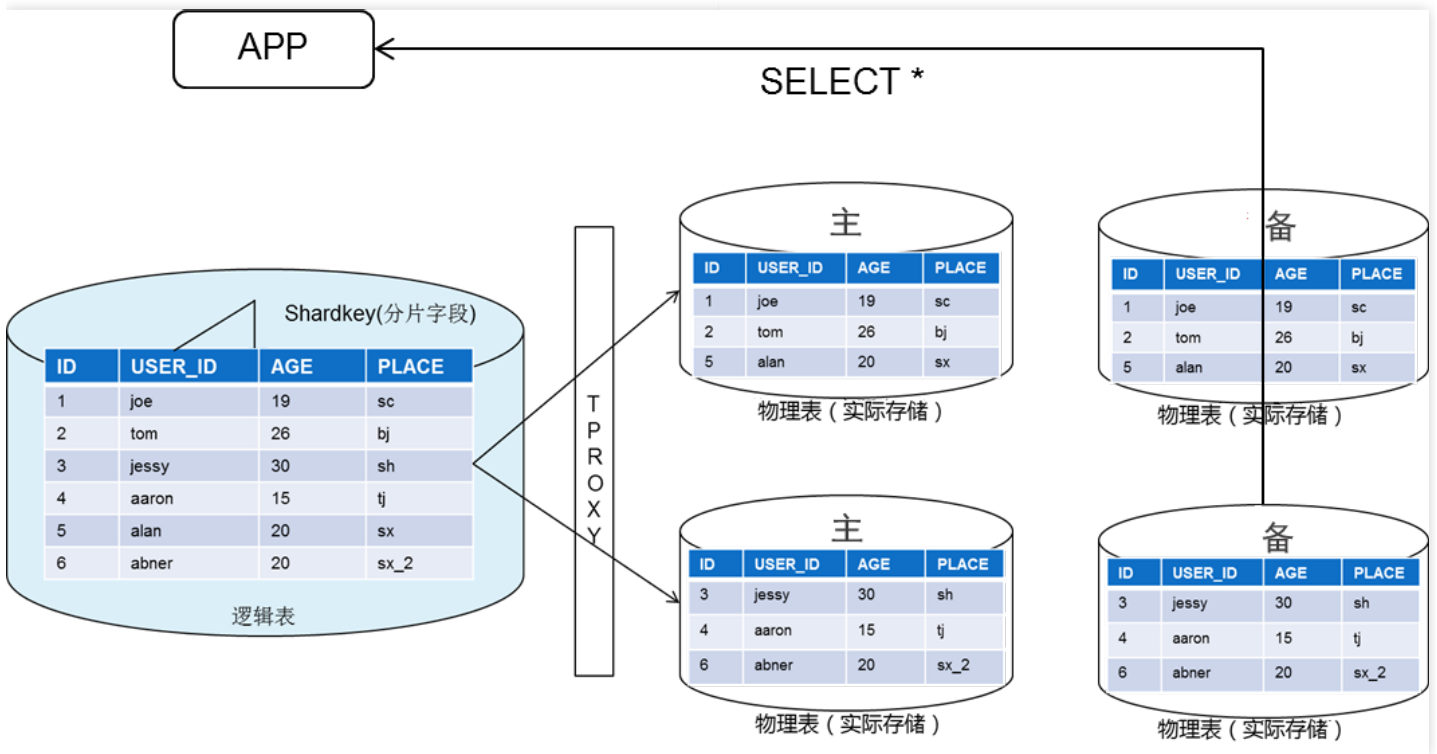 APP
SELECT *
Shardkey(分片字段)
ID USER_ID AGE PLACE
1 joe 19 sc
2 tom 26 bj
3 jessy 30 sh
4 aaron 15 tj
5 alan 20 sx
6 abner 20 sx_2
逻辑表
TPROXY
主
ID USER_ID AGE PLACE
1 joe 19 sc
2 tom 26 bj
5 alan 20 sx
物理表（实际存储）
备
ID USER_ID AGE PLACE
1 joe 19 sc
2 tom 26 bj
5 alan 20 sx
物理表（实际存储）
主
ID USER_ID AGE PLACE
3 jessy 30 sh
4 aaron 15 tj
6 abner 20 sx_2
物理表（实际存储）
备
ID USER_ID AGE PLACE
3 jessy 30 sh
4 aaron 15 tj
6 abner 20 sx_2
物理表（实际存储）